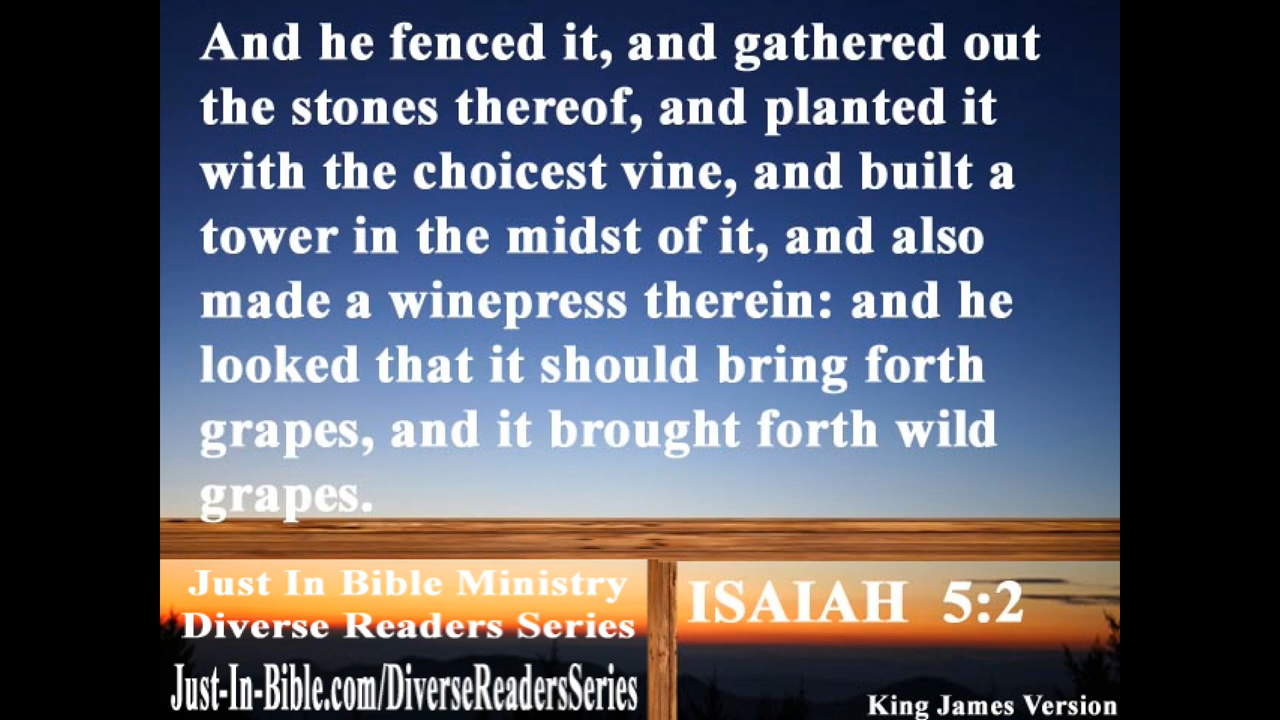 And he fenced it, and gathered out
the stones thereof, and planted it
with the choicest vine, and built a
tower in the midst of it, and also
made a winepress therein: and he
looked that it should bring forth
grapes, and it brought forth wild
grapes.
Just In Bible Ministry
Diverse Readers Series
Just-In-Bible.com/DiverseReadersSeries
ISAIAH 5:2
King James Version